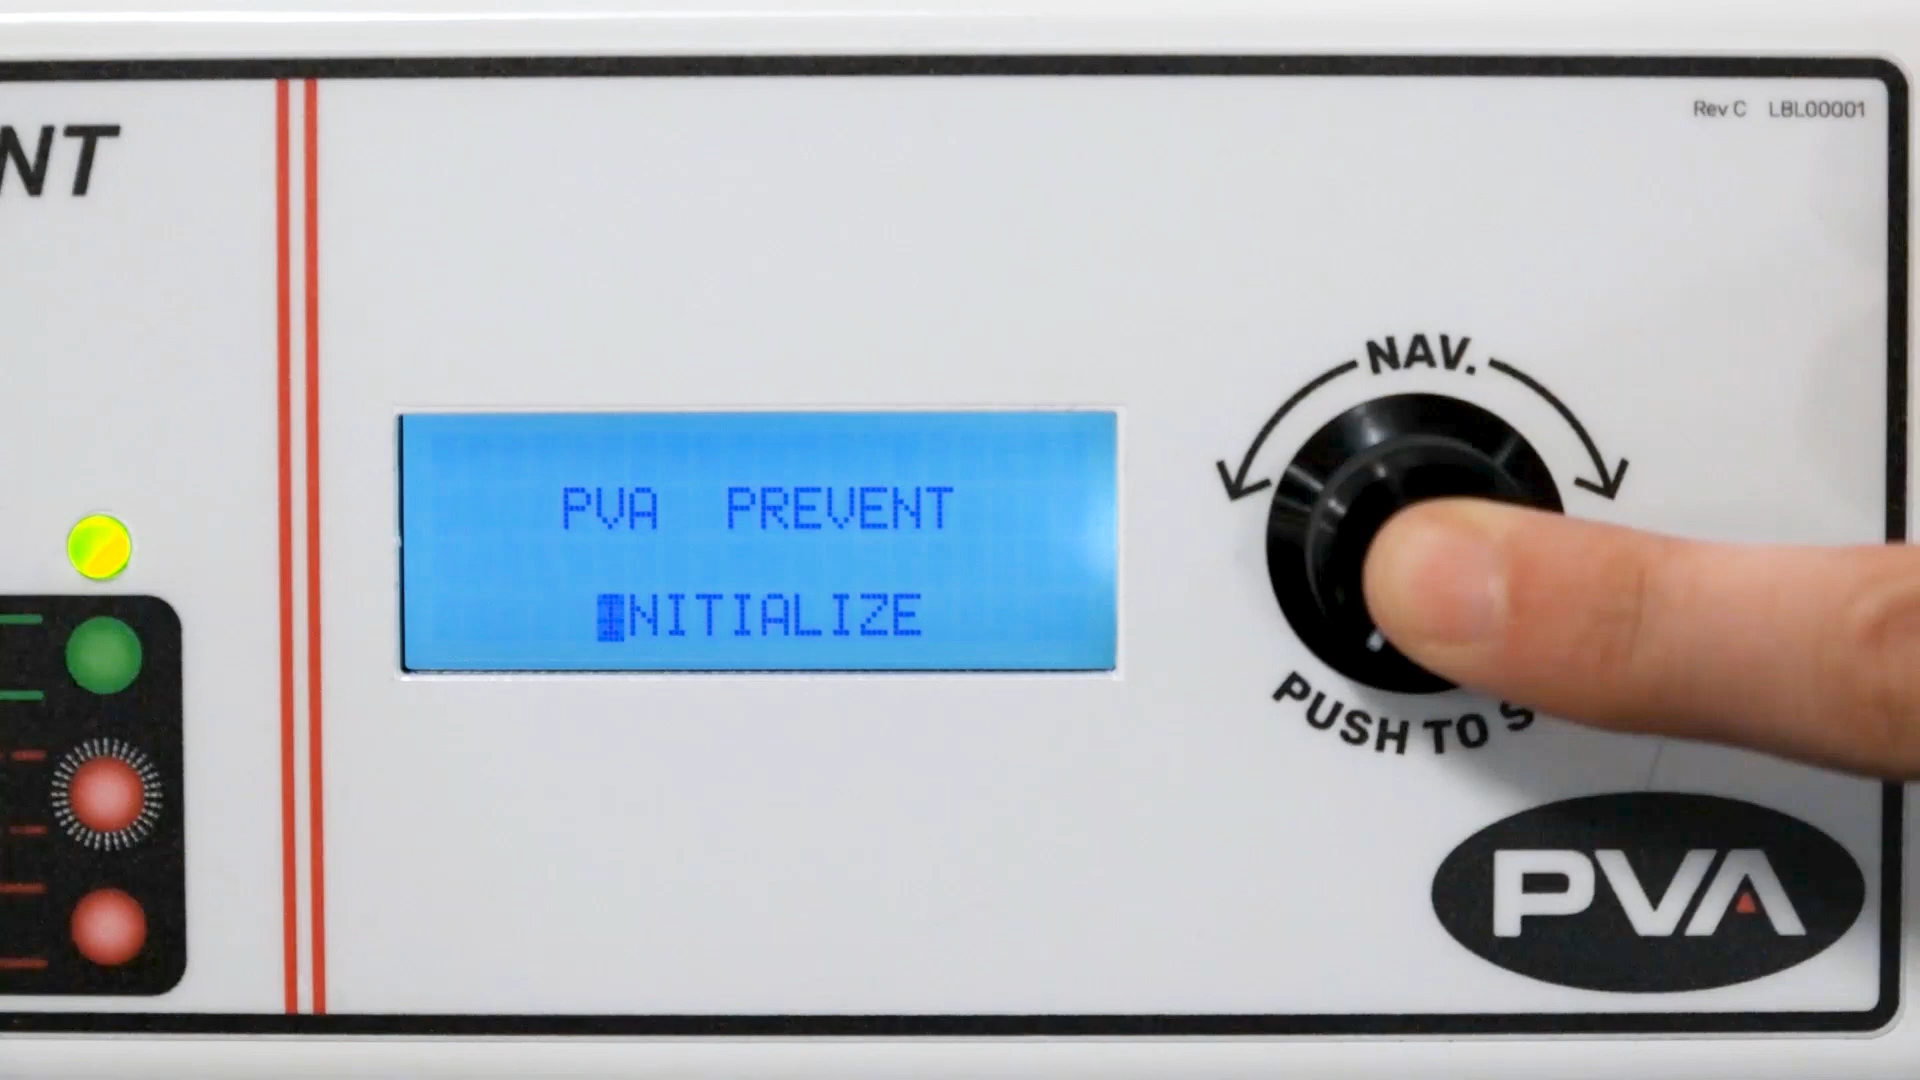 NT
Rev C LBL00001
NAV.
PVA PREVENT
INITIALIZE
PUSH TO S
PVA